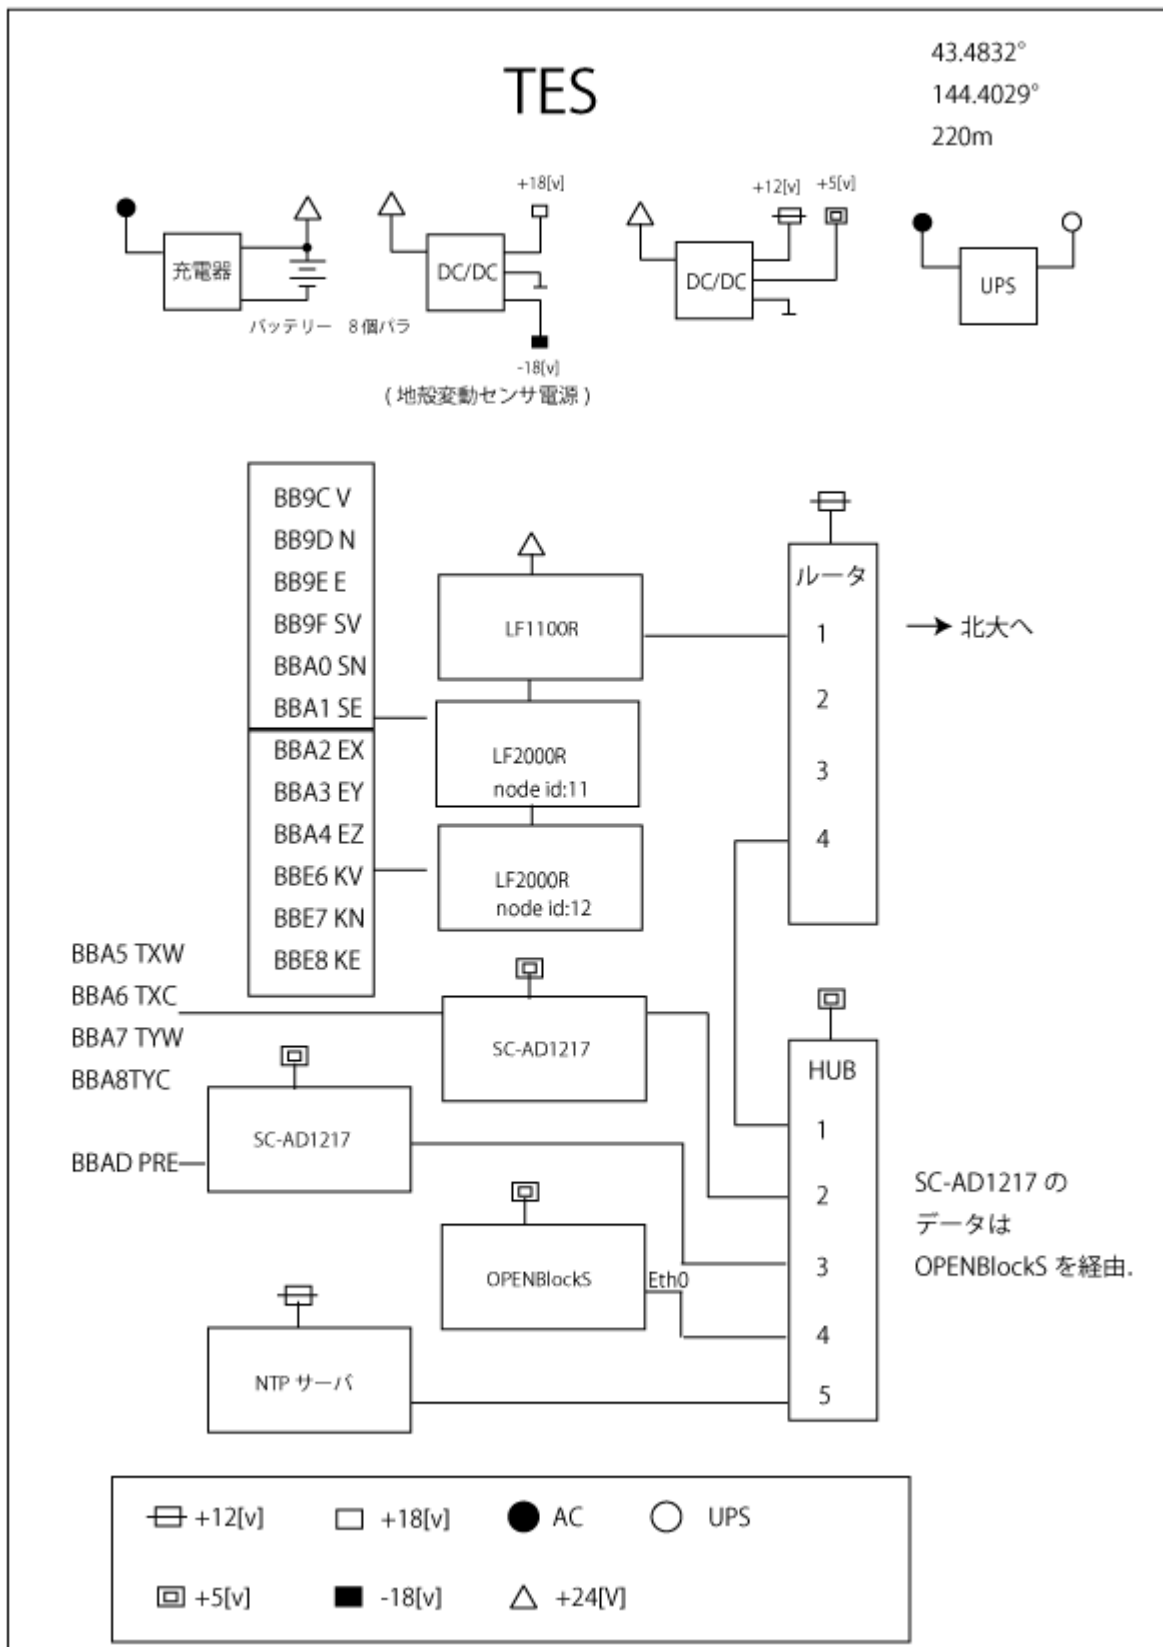 TES
43.4832°
144.4029°
220m
+18[v]
+12[v]
+5[v]
充電器
DC/DC
DC/DC
UPS
バッテリー 8個パラ
-18[v]
(地殻変動センサ電源)
BB9C V
BB9D N
BB9E E
BB9F SV
BBA0 SN
BBA1 SE
BBA2 EX
BBA3 EY
BBA4 EZ
BBE6 KV
BBE7 KN
BBE8 KE
LF1100R
LF2000R
node id:11
LF2000R
node id:12
ルータ
1
2
3
4
北大へ
BBA5 TXW
BBA6 TXC
BBA7 TYW
BBA8TYC
SC-AD1217
BBAD PRE
SC-AD1217
OPENBlockS
Eth0
NTP サーバ
HUB
1
2
3
4
5
SC-AD1217 の
データは
OPENBlockS を経由.
+12[v]
+18[v]
AC
UPS
+5[v]
-18[v]
+24[V]